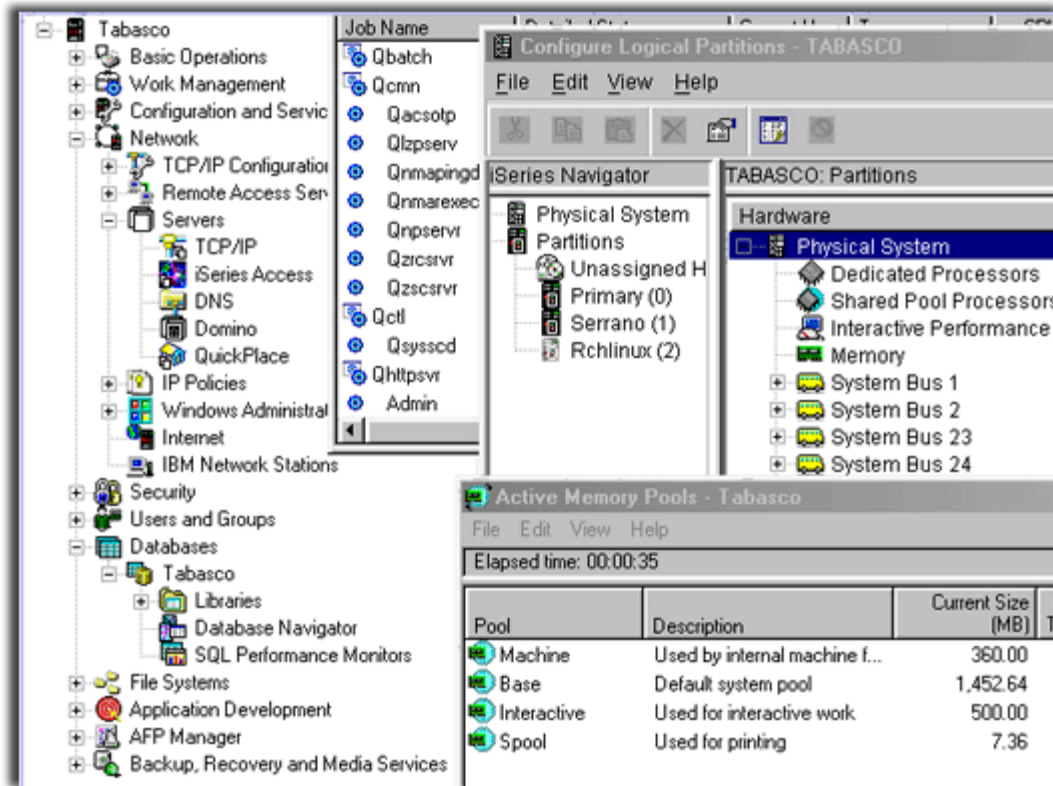 Tabasco
Basic Operations
Work Management
Configuration and Servic
Network
TCP/IP Configuration
Remote Access Ser
Servers
TCP/IP
iSeries Access
DNS
Domino
QuickPlace
IP Policies
Windows Administrat
Internet
IBM Network Stations
Security
Users and Groups
Databases
Tabasco
Libraries
Database Navigator
SQL Performance Monitors
File Systems
Application Development
AFP Manager
Backup, Recovery and Media Services
Job Name
Qbatch
Qcmn
Qacsotp
Qlzpserv
Qnmapingd
Qnmarexec
Qnpservr
Qzrcsrvr
Qzscsrvr
Qctl
Qsysscd
Qhttpsvr
Admin
Configure Logical Partitions - TABASCO
File Edit View Help
iSeries Navigator
Physical System
Partitions
Unassigned H
Primary (0)
Serrano (1)
Rchlinux (2)
TABASCO: Partitions
Hardware
Physical System
Dedicated Processors
Shared Pool Processors
Interactive Performance
Memory
System Bus 1
System Bus 2
System Bus 23
System Bus 24
Active Memory Pools - Tabasco
File Edit View Help
Elapsed time: 00:00:35
Pool Description Current Size (MB) T
Machine Used by internal machine f... 360.00
Base Default system pool 1,452.64
Interactive Used for interactive work 500.00
Spool Used for printing 7.36